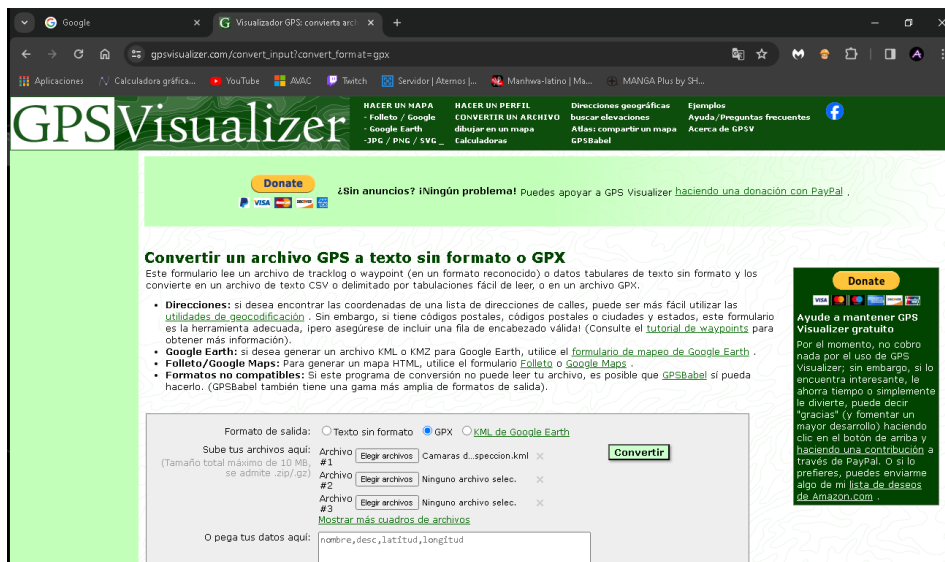 Google
Visualizador GPS: convierta arch
gpsvisualizer.com/convert_input?convert_format=gpx
Aplicaciones
Calculadora gráfica...
YouTube
AVAC
Twitch
Servidor | Aternos |...
Manhwa-latino | Ma...
MANGA Plus by SH...
GPSVisualizer
HACER UN MAPA
- Folleto / Google
- Google Earth
-JPG / PNG / SVG _
HACER UN PERFIL
CONVERTIR UN ARCHIVO
dibujar en un mapa
Calculadoras
Direcciones geográficas
buscar elevaciones
Atlas: compartir un mapa
GPSBabel
Ejemplos
Ayuda/Preguntas frecuentes
Acerca de GPSV
Donate
VISA
¿Sin anuncios? ¡Ningún problema! Puedes apoyar a GPS Visualizer haciendo una donación con PayPal .
Convertir un archivo GPS a texto sin formato o GPX
Este formulario lee un archivo de tracklog o waypoint (en un formato reconocido) o datos tabulares de texto sin formato y los
convierte en un archivo de texto CSV o delimitado por tabulaciones fácil de leer, o en un archivo GPX.
• Direcciones: si desea encontrar las coordenadas de una lista de direcciones de calles, puede ser más fácil utilizar las
utilidades de geocodificación . Sin embargo, si tiene códigos postales, códigos postales o ciudades y estados, este formulario
es la herramienta adecuada, ¡pero asegúrese de incluir una fila de encabezado válida! (Consulte el tutorial de waypoints para
obtener más información).
• Google Earth: si desea generar un archivo KML o KMZ para Google Earth, utilice el formulario de mapeo de Google Earth .
• Folleto/Google Maps: Para generar un mapa HTML, utilice el formulario Folleto o Google Maps .
• Formatos no compatibles: Si este programa de conversión no puede leer tu archivo, es posible que GPSBabel sí pueda
hacerlo. (GPSBabel también tiene una gama más amplia de formatos de salida).
Formato de salida: Texto sin formato GPX KML de Google Earth
Sube tus archivos aquí:
(Tamaño total máximo de 10 MB,
se admite .zip/.gz)
Archivo #1 Elegir archivos Camaras d...speccion.kml
Archivo #2 Elegir archivos Ninguno archivo selec.
Archivo #3 Elegir archivos Ninguno archivo selec.
Mostrar más cuadros de archivos
Convertir
O pega tus datos aquí:
nombre,desc,latitud,longitud
Donate
VISA
Ayuda a mantener GPS
Visualizer gratuito
Por el momento, no cobro
nada por el uso de GPS
Visualizer; sin embargo, si lo
encuentra interesante, le
ahorra tiempo o simplemente
le divierte, puede decir
"gracias" (y fomentar un
mayor desarrollo) haciendo
clic en el botón de arriba y
haciendo una contribución a
través de PayPal. O si lo
prefieres, puedes enviarme
algo de mi lista de deseos
de Amazon.com .